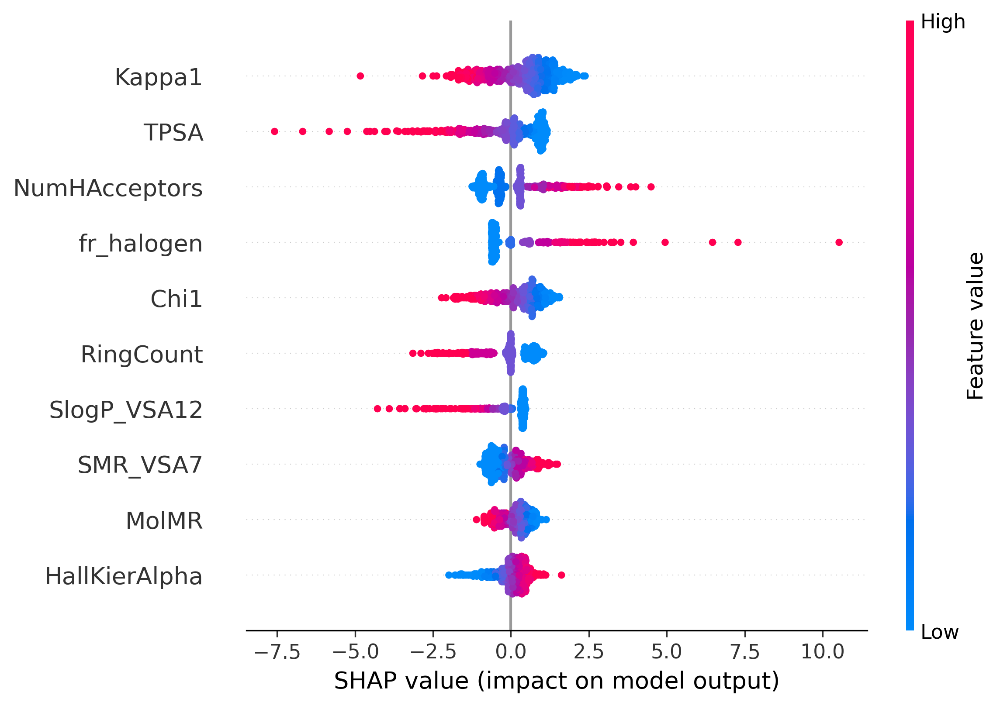 High
Kappa1
TPSA
NumHAcceptors
fr_halogen
Chi1
RingCount
SlogP_VSA12
SMR_VSA7
MolMR
HallKierAlpha
Feature value
Low
−7.5 −5.0 −2.5 0.0 2.5 5.0 7.5 10.0
SHAP value (impact on model output)